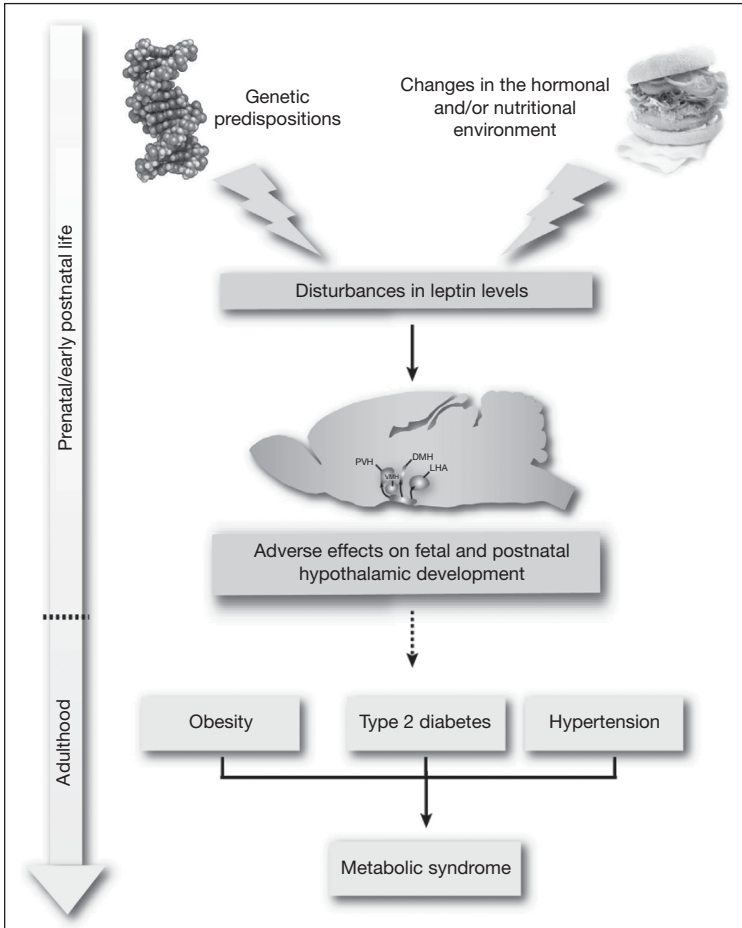 Genetic
predispositions
Changes in the hormonal
and/or nutritional
environment
Prenatal/early postnatal life
Disturbances in leptin levels
PVH
VMH
DMH
LHA
Adverse effects on fetal and postnatal
hypothalamic development
Adulthood
Obesity
Type 2 diabetes
Hypertension
Metabolic syndrome